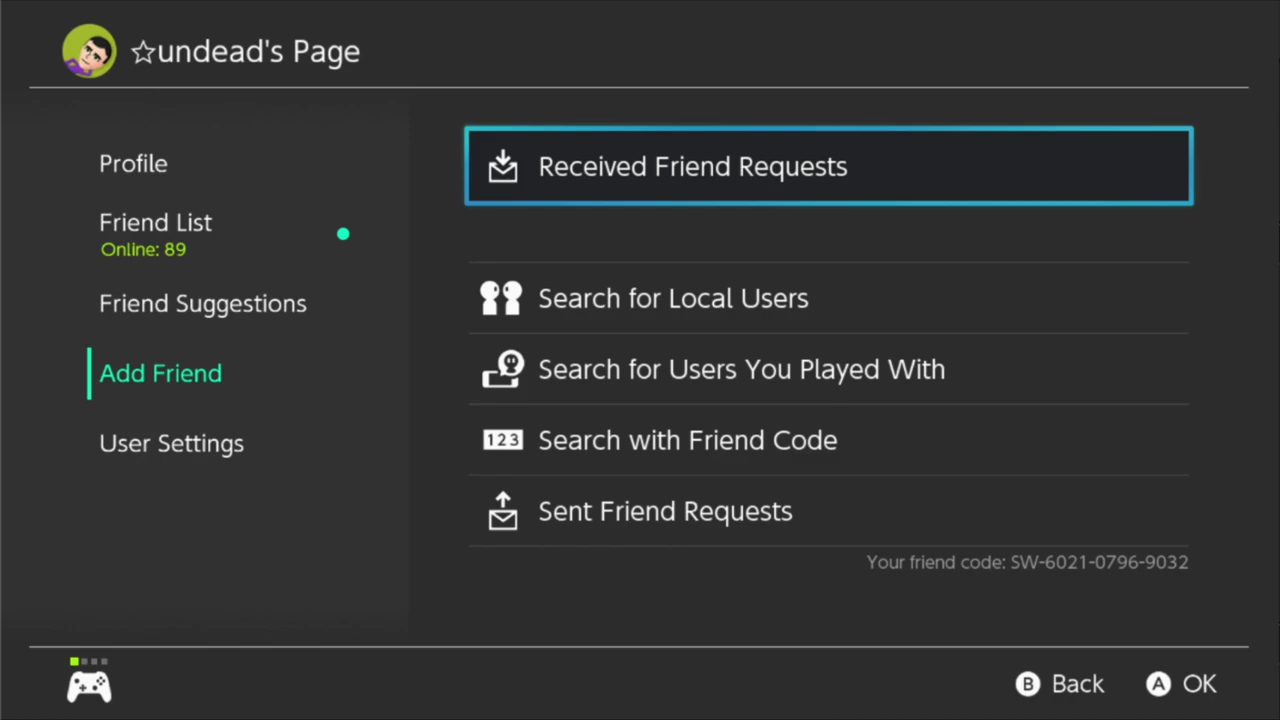 ☆undead's Page
Profile
Friend List
Online: 89
Friend Suggestions
Add Friend
User Settings
Received Friend Requests
Search for Local Users
Search for Users You Played With
123 Search with Friend Code
Sent Friend Requests
Your friend code: SW-6021-0796-9032
B Back
A OK